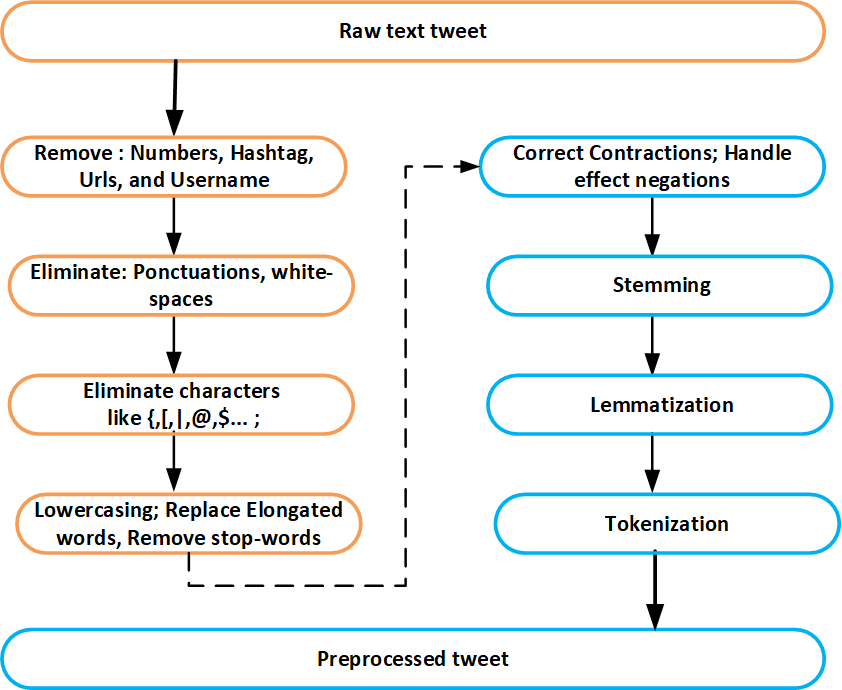 Raw text tweet
Remove : Numbers, Hashtag,
Urls, and Username
Eliminate: Ponctuations, white-
spaces
Eliminate characters
like {,[,|,@,$... ;
Lowercasing; Replace Elongated
words, Remove stop-words
Correct Contractions; Handle
effect negations
Stemming
Lemmatization
Tokenization
Preprocessed tweet